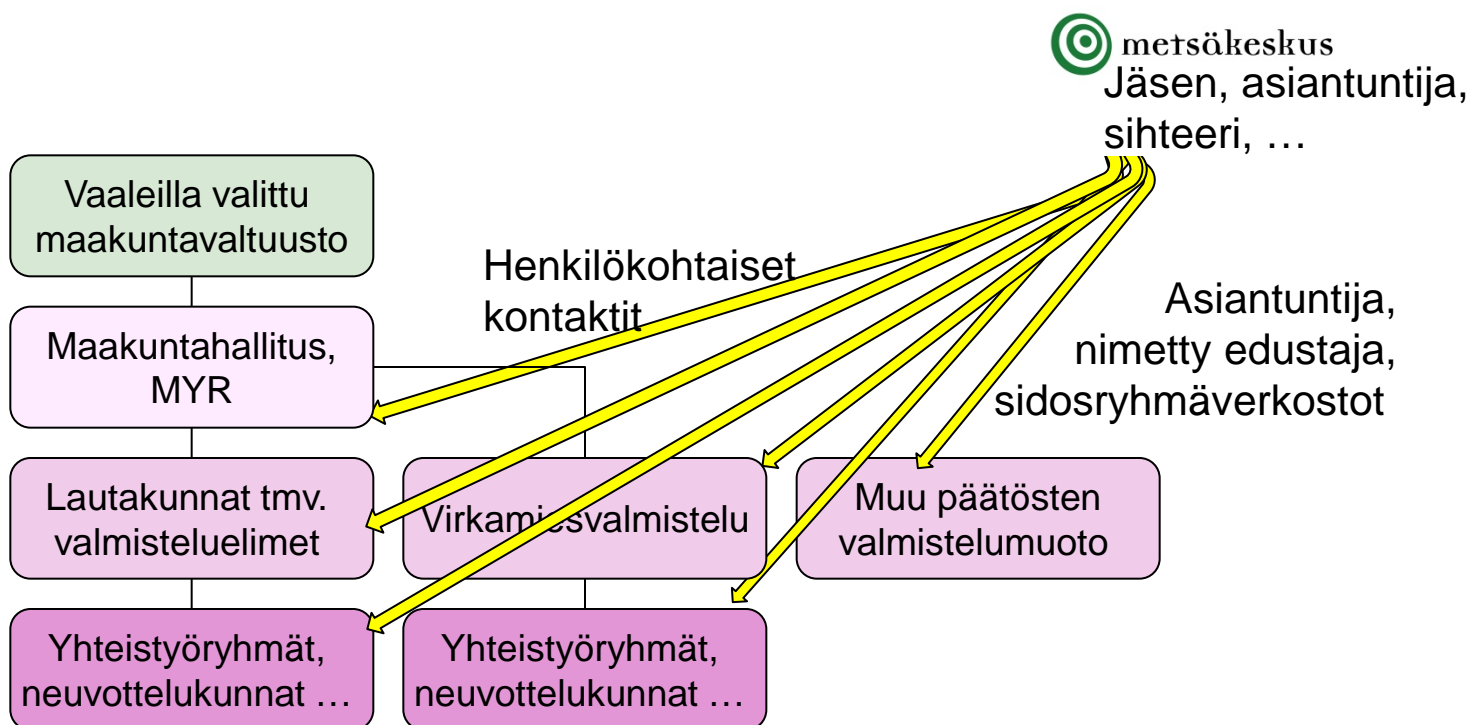 metsäkeskus
Jäsen, asiantuntija,
sihteeri, …
Vaaleilla valittu
maakuntavaltuusto
Henkilökohtaiset
kontaktit
Asiantuntija,
nimetty edustaja,
sidosryhmäverkostot
Maakuntahallitus,
MYR
Lautakunnat tmv.
valmisteluelimet
Virkamiesvalmistelu
Muu päätösten
valmistelumuoto
Yhteistyöryhmät,
neuvottelukunnat …
Yhteistyöryhmät,
neuvottelukunnat …